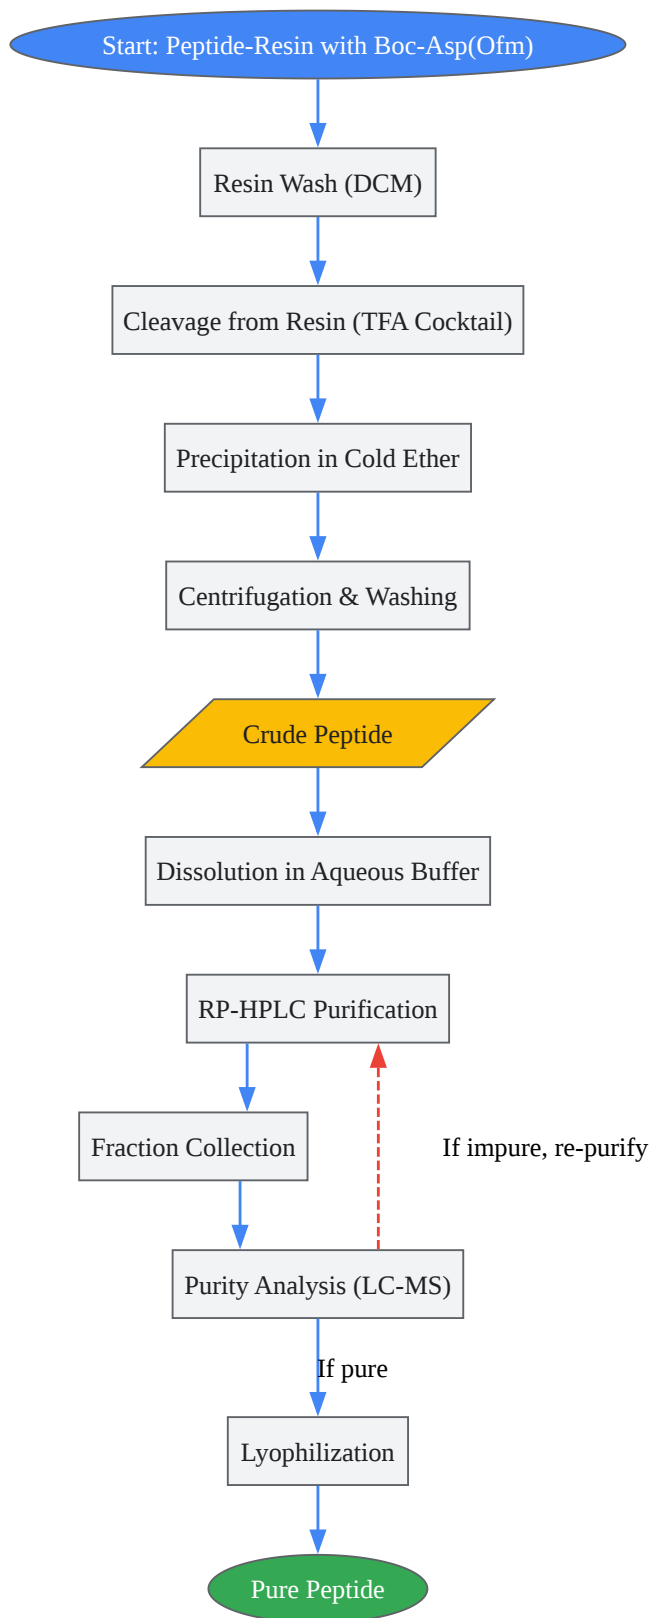 Start: Peptide-Resin with Boc-Asp(Ofm)
Resin Wash (DCM)
Cleavage from Resin (TFA Cocktail)
Precipitation in Cold Ether
Centrifugation & Washing
Crude Peptide
Dissolution in Aqueous Buffer
RP-HPLC Purification
Fraction Collection
If impure, re-purify
Purity Analysis (LC-MS)
If pure
Lyophilization
Pure Peptide